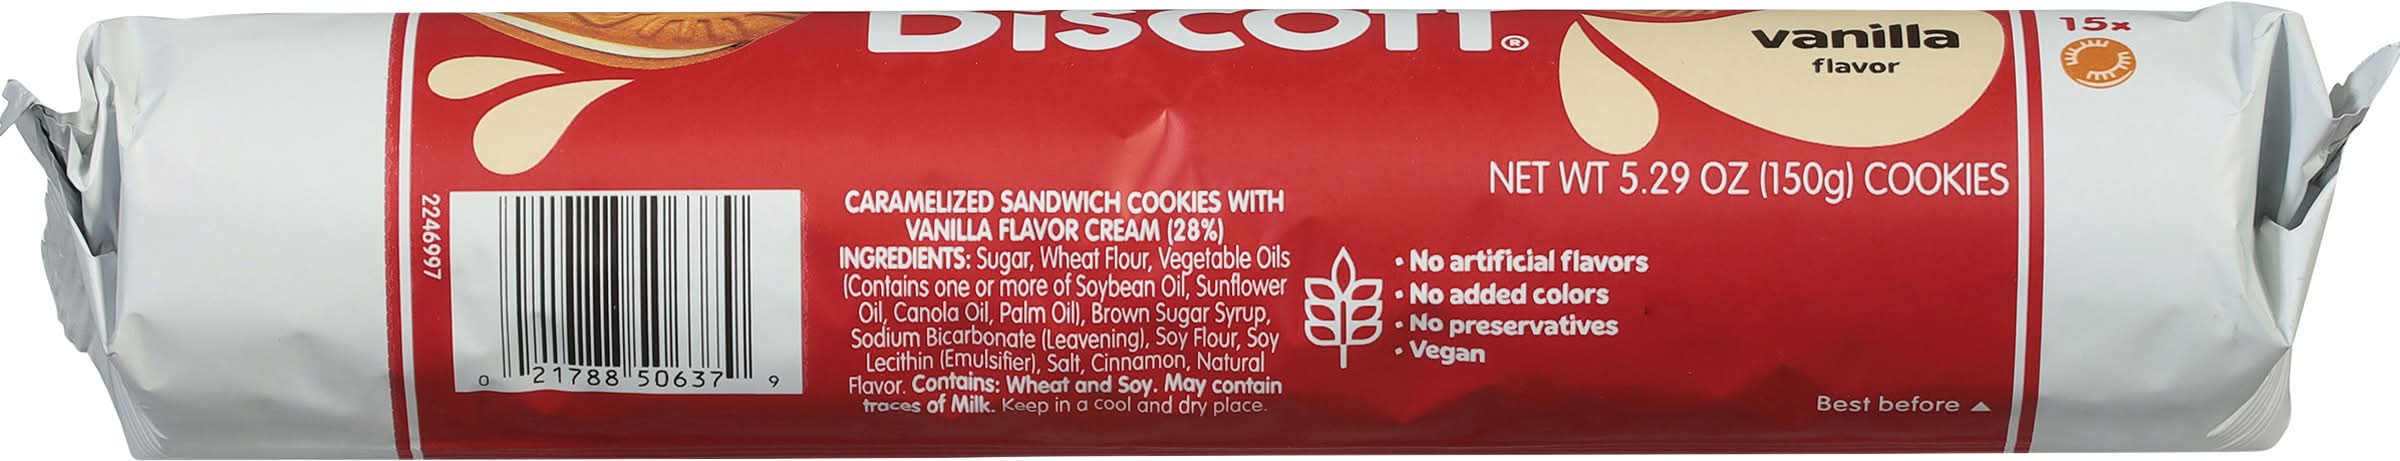 Biscoff®
vanilla
flavor
15x
NET WT 5.29 OZ (150g) COOKIES
2246997
0 21788 50637 9
CARAMELIZED SANDWICH COOKIES WITH
VANILLA FLAVOR CREAM (28%)
INGREDIENTS: Sugar, Wheat Flour, Vegetable Oils
(Contains one or more of Soybean Oil, Sunflower
Oil, Canola Oil, Palm Oil), Brown Sugar Syrup,
Sodium Bicarbonate (Leavening), Soy Flour, Soy
Lecithin (Emulsifier), Salt, Cinnamon, Natural
Flavor. Contains: Wheat and Soy. May contain
traces of Milk. Keep in a cool and dry place.
• No artificial flavors
• No added colors
• No preservatives
• Vegan
Best before ▲